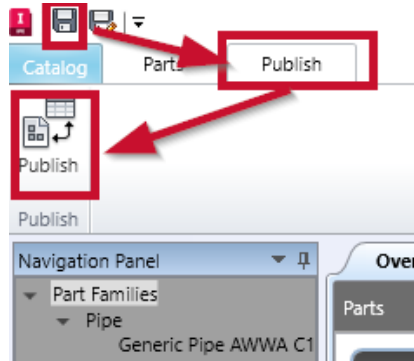 Catalog Parts Publish
Publish
Publish
Navigation Panel
Part Families
Pipe
Generic Pipe AWWA C1
Over
Parts